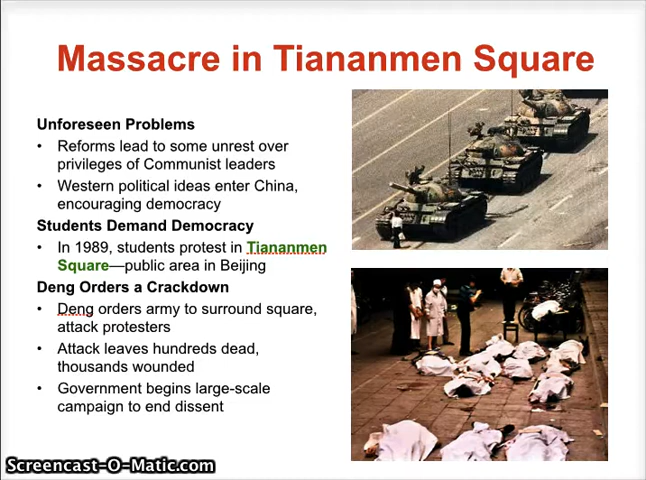 Massacre in Tiananmen Square
Unforeseen Problems
• Reforms lead to some unrest over
privileges of Communist leaders
• Western political ideas enter China,
encouraging democracy
Students Demand Democracy
• In 1989, students protest in Tiananmen
Square—public area in Beijing
Deng Orders a Crackdown
• Deng orders army to surround square,
attack protesters
• Attack leaves hundreds dead,
thousands wounded
• Government begins large-scale
campaign to end dissent
Screencast-O-Matic.com